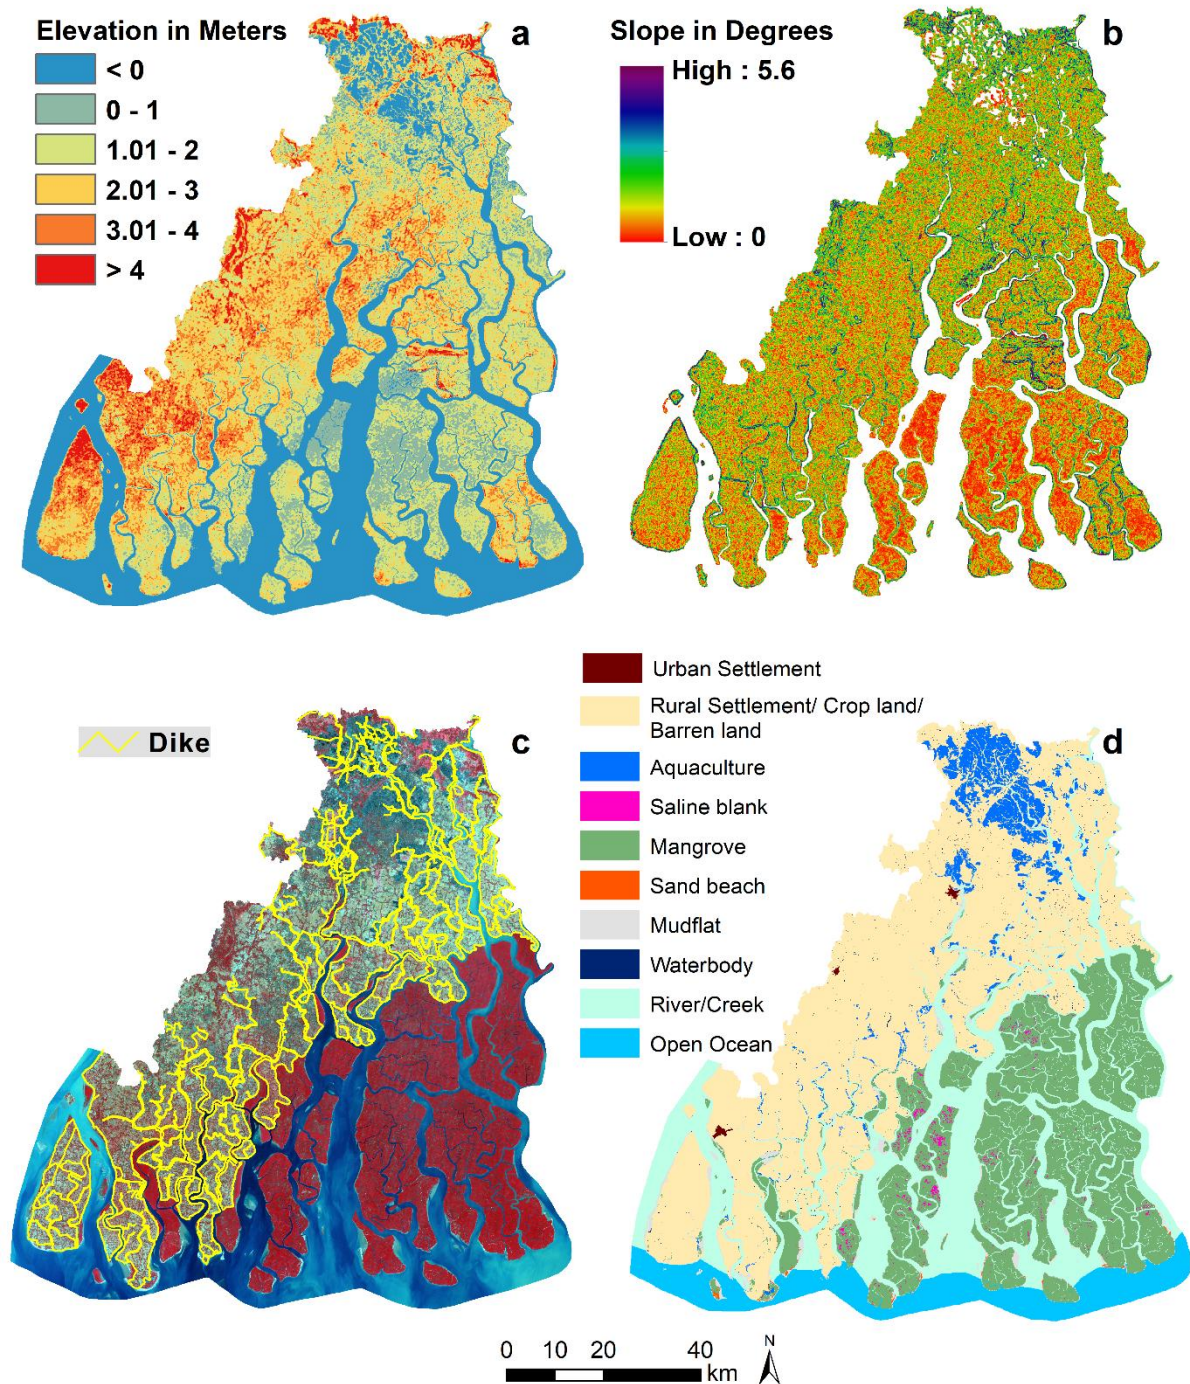 Elevation in Meters
a
< 0
0 - 1
1.01 - 2
2.01 - 3
3.01 - 4
> 4
Slope in Degrees
b
High : 5.6
Low : 0
Dike
c
Urban Settlement
Rural Settlement/ Crop land/
Barren land
d
Aquaculture
Saline blank
Mangrove
Sand beach
Mudflat
Waterbody
River/Creek
Open Ocean
0 10 20 40
km
N